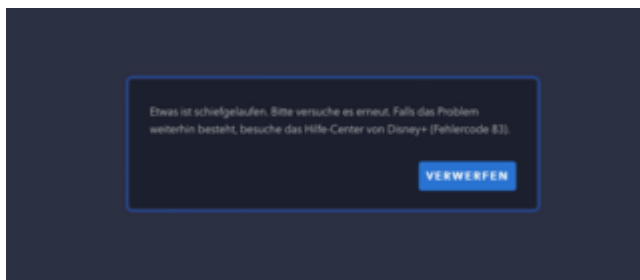 Etwas ist schiefgelaufen. Bitte versuche es erneut. Falls das Problem
weiterhin besteht, besuche das Hilfe-Center von Disney+ (Fehlercode 83).
VERWERFEN